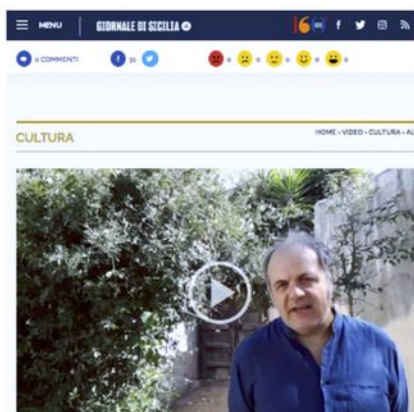 MENU
GIORNALE DI SICILIA
0 COMMENTI
CULTURA
HOME - VIDEO - CULTURA